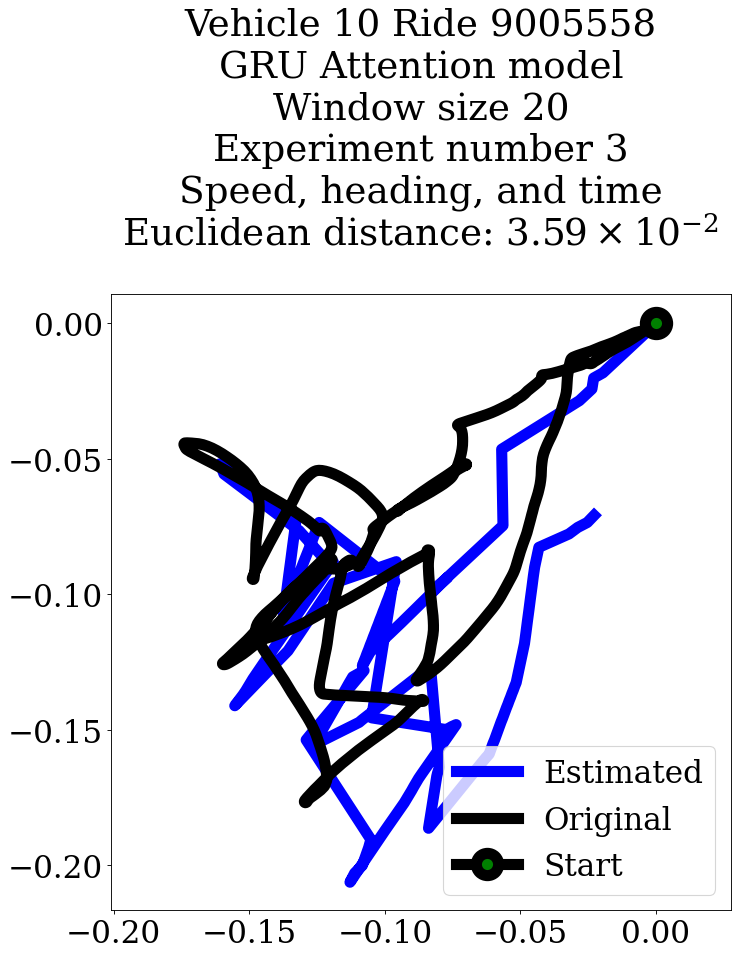 Vehicle 10 Ride 9005558
GRU Attention model
Window size 20
Experiment number 3
Speed, heading, and time
Euclidean distance: 3.59 × 10⁻²
0.00
−0.05
−0.10
−0.15
−0.20
Estimated
Original
Start
−0.20 −0.15 −0.10 −0.05 0.00